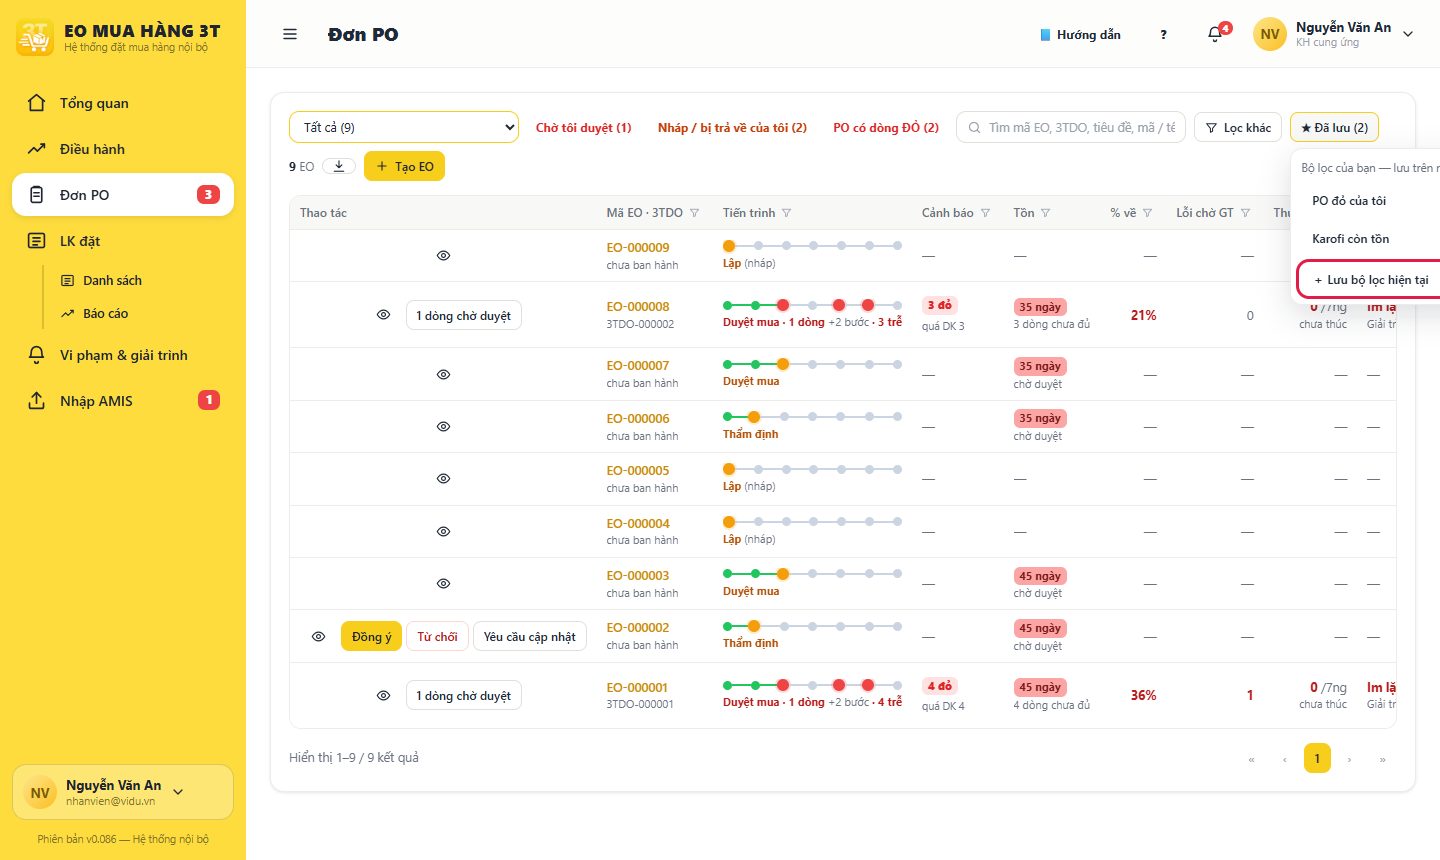 EO MUA HÀNG 3T
Hệ thống đặt mua hàng nội bộ
Tổng quan
Điều hành
Đơn PO 3
LK đặt
Danh sách
Báo cáo
Vi phạm & giải trình
Nhập AMIS 1
NV Nguyễn Văn An
nhanvien@vidu.vn
Phiên bản v0.086 — Hệ thống nội bộ
Đơn PO
Hướng dẫn ? 4 NV Nguyễn Văn An
KH cung ứng
Tất cả (9) Chờ tôi duyệt (1) Nháp / bị trả về của tôi (2) PO có dòng ĐỎ (2) Tìm mã EO, 3TDO, tiêu đề, mã / tê Lọc khác ★ Đã lưu (2)
9 EO + Tạo EO
Bộ lọc của bạn — lưu trên
PO đỏ của tôi
Karofi còn tồn
+ Lưu bộ lọc hiện tại
Thao tác Mã EO · 3TDO Tiến trình Cảnh báo Tồn % về Lỗi chờ GT
EO-000009
chưa ban hành Lập (nháp) — — — —
1 dòng chờ duyệt EO-000008 3 đỏ 35 ngày 21% 0 0 /7ng
3TDO-000002 Duyệt mua · 1 dòng +2 bước · 3 trễ quá DK 3 3 dòng chưa đủ chưa thúc Giải tr
EO-000007 35 ngày
chưa ban hành Duyệt mua — chờ duyệt — — — —
EO-000006 35 ngày
chưa ban hành Thẩm định — chờ duyệt — — — —
EO-000005
chưa ban hành Lập (nháp) — — — — — —
EO-000004
chưa ban hành Lập (nháp) — — — — — —
EO-000003 45 ngày
chưa ban hành Duyệt mua — chờ duyệt — — — —
Đồng ý Từ chối Yêu cầu cập nhật EO-000002 45 ngày
chưa ban hành Thẩm định — chờ duyệt — — — —
1 dòng chờ duyệt EO-000001 4 đỏ 45 ngày 36% 1 0 /7ng Im lặ
3TDO-000001 Duyệt mua · 1 dòng +2 bước · 4 trễ quá DK 4 4 dòng chưa đủ chưa thúc Giải tr
Hiển thị 1–9 / 9 kết quả « ‹ 1 › »